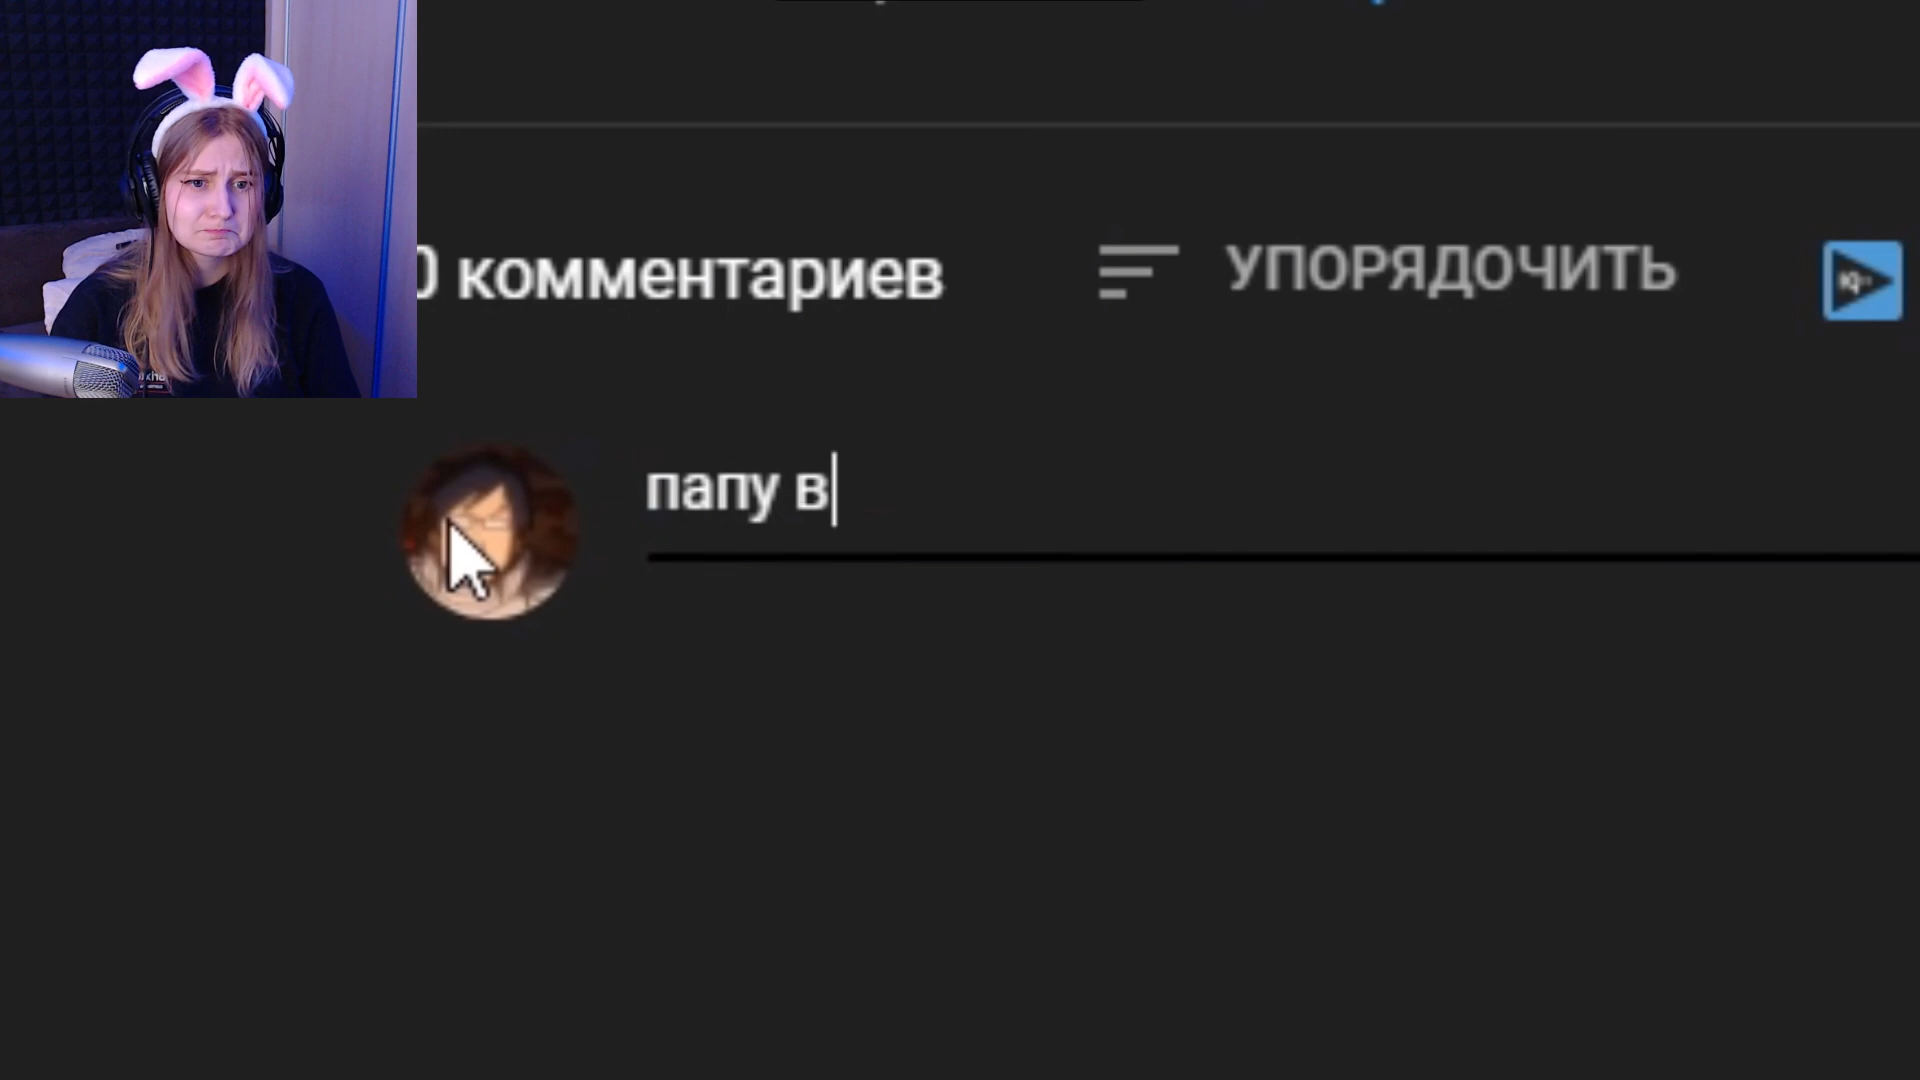 0 комментариев
УПОРЯДОЧИТЬ
папу в